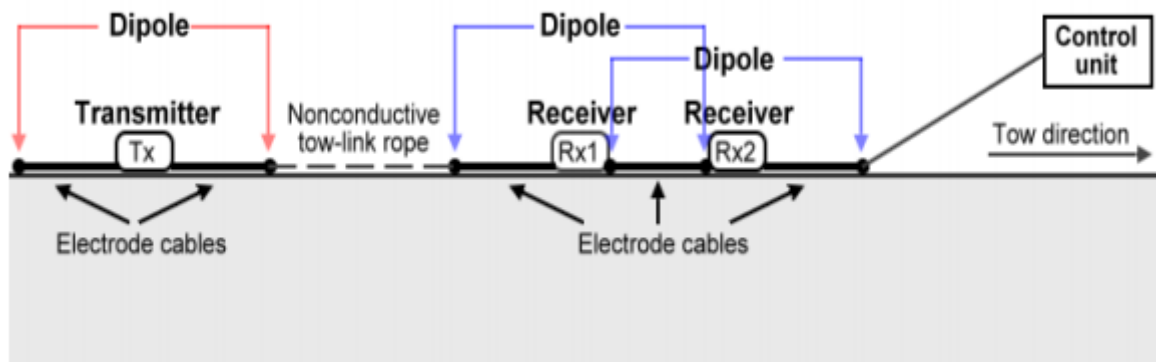 Dipole
Dipole
Dipole
Control
unit
Transmitter
Nonconductive
tow-link rope
Receiver
Receiver
Tow direction
Tx
Rx1
Rx2
Electrode cables
Electrode cables